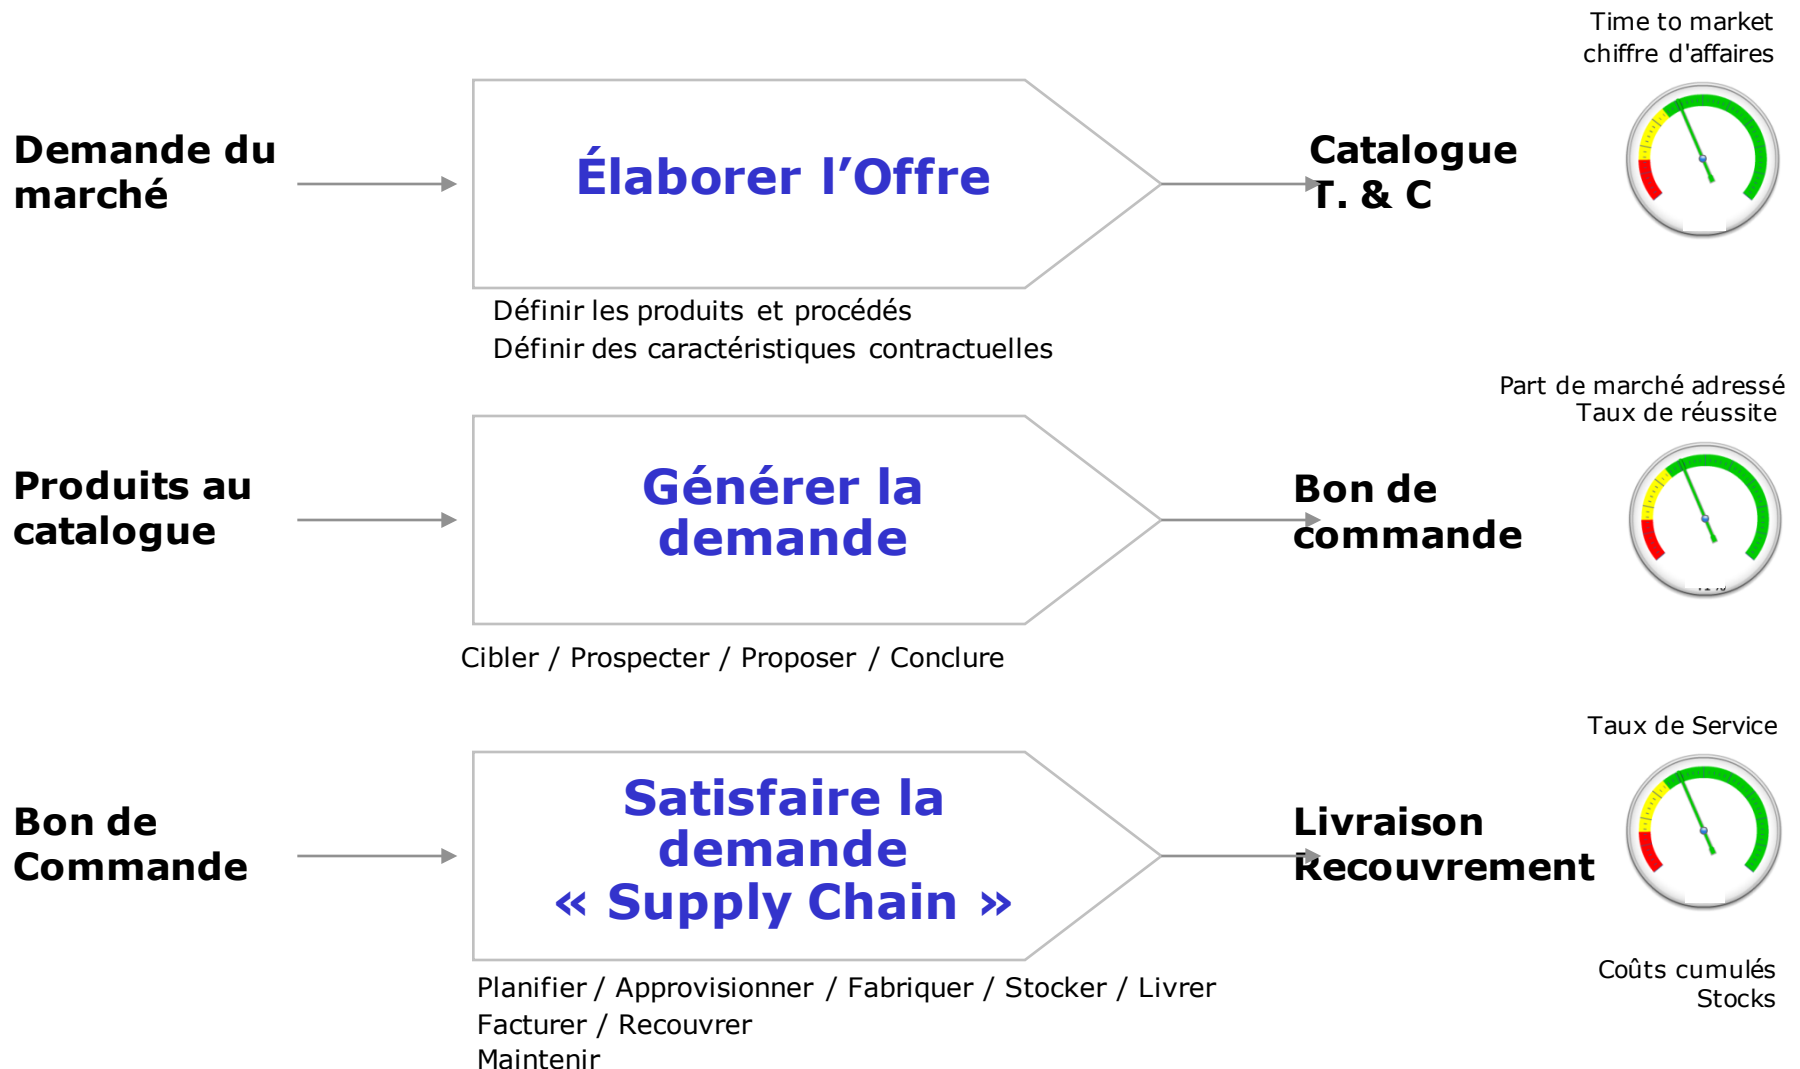 Time to market
chiffre d'affaires
Demande du
marché
Élaborer l’Offre
Catalogue
T. & C
Définir les produits et procédés
Définir des caractéristiques contractuelles
Part de marché adressé
Taux de réussite
Produits au
catalogue
Générer la
demande
Bon de
commande
Cibler / Prospecter / Proposer / Conclure
Taux de Service
Bon de
Commande
Satisfaire la
demande
« Supply Chain »
Livraison
Recouvrement
Coûts cumulés
Stocks
Planifier / Approvisionner / Fabriquer / Stocker / Livrer
Facturer / Recouvrer
Maintenir